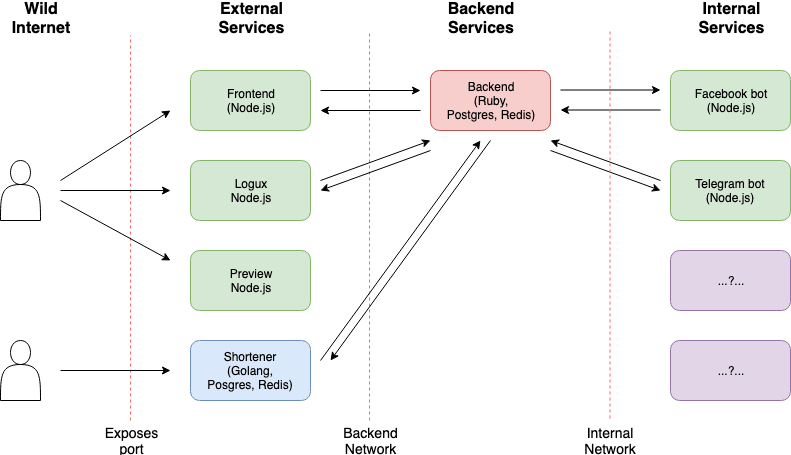 Wild
Internet
External
Services
Backend
Services
Internal
Services
Frontend
(Node.js)
Backend
(Ruby,
Postgres, Redis)
Facebook bot
(Node.js)
Logux
Node.js
Telegram bot
(Node.js)
Preview
Node.js
...?...
Shortener
(Golang,
Posgres, Redis)
...?...
Exposes
port
Backend
Network
Internal
Network